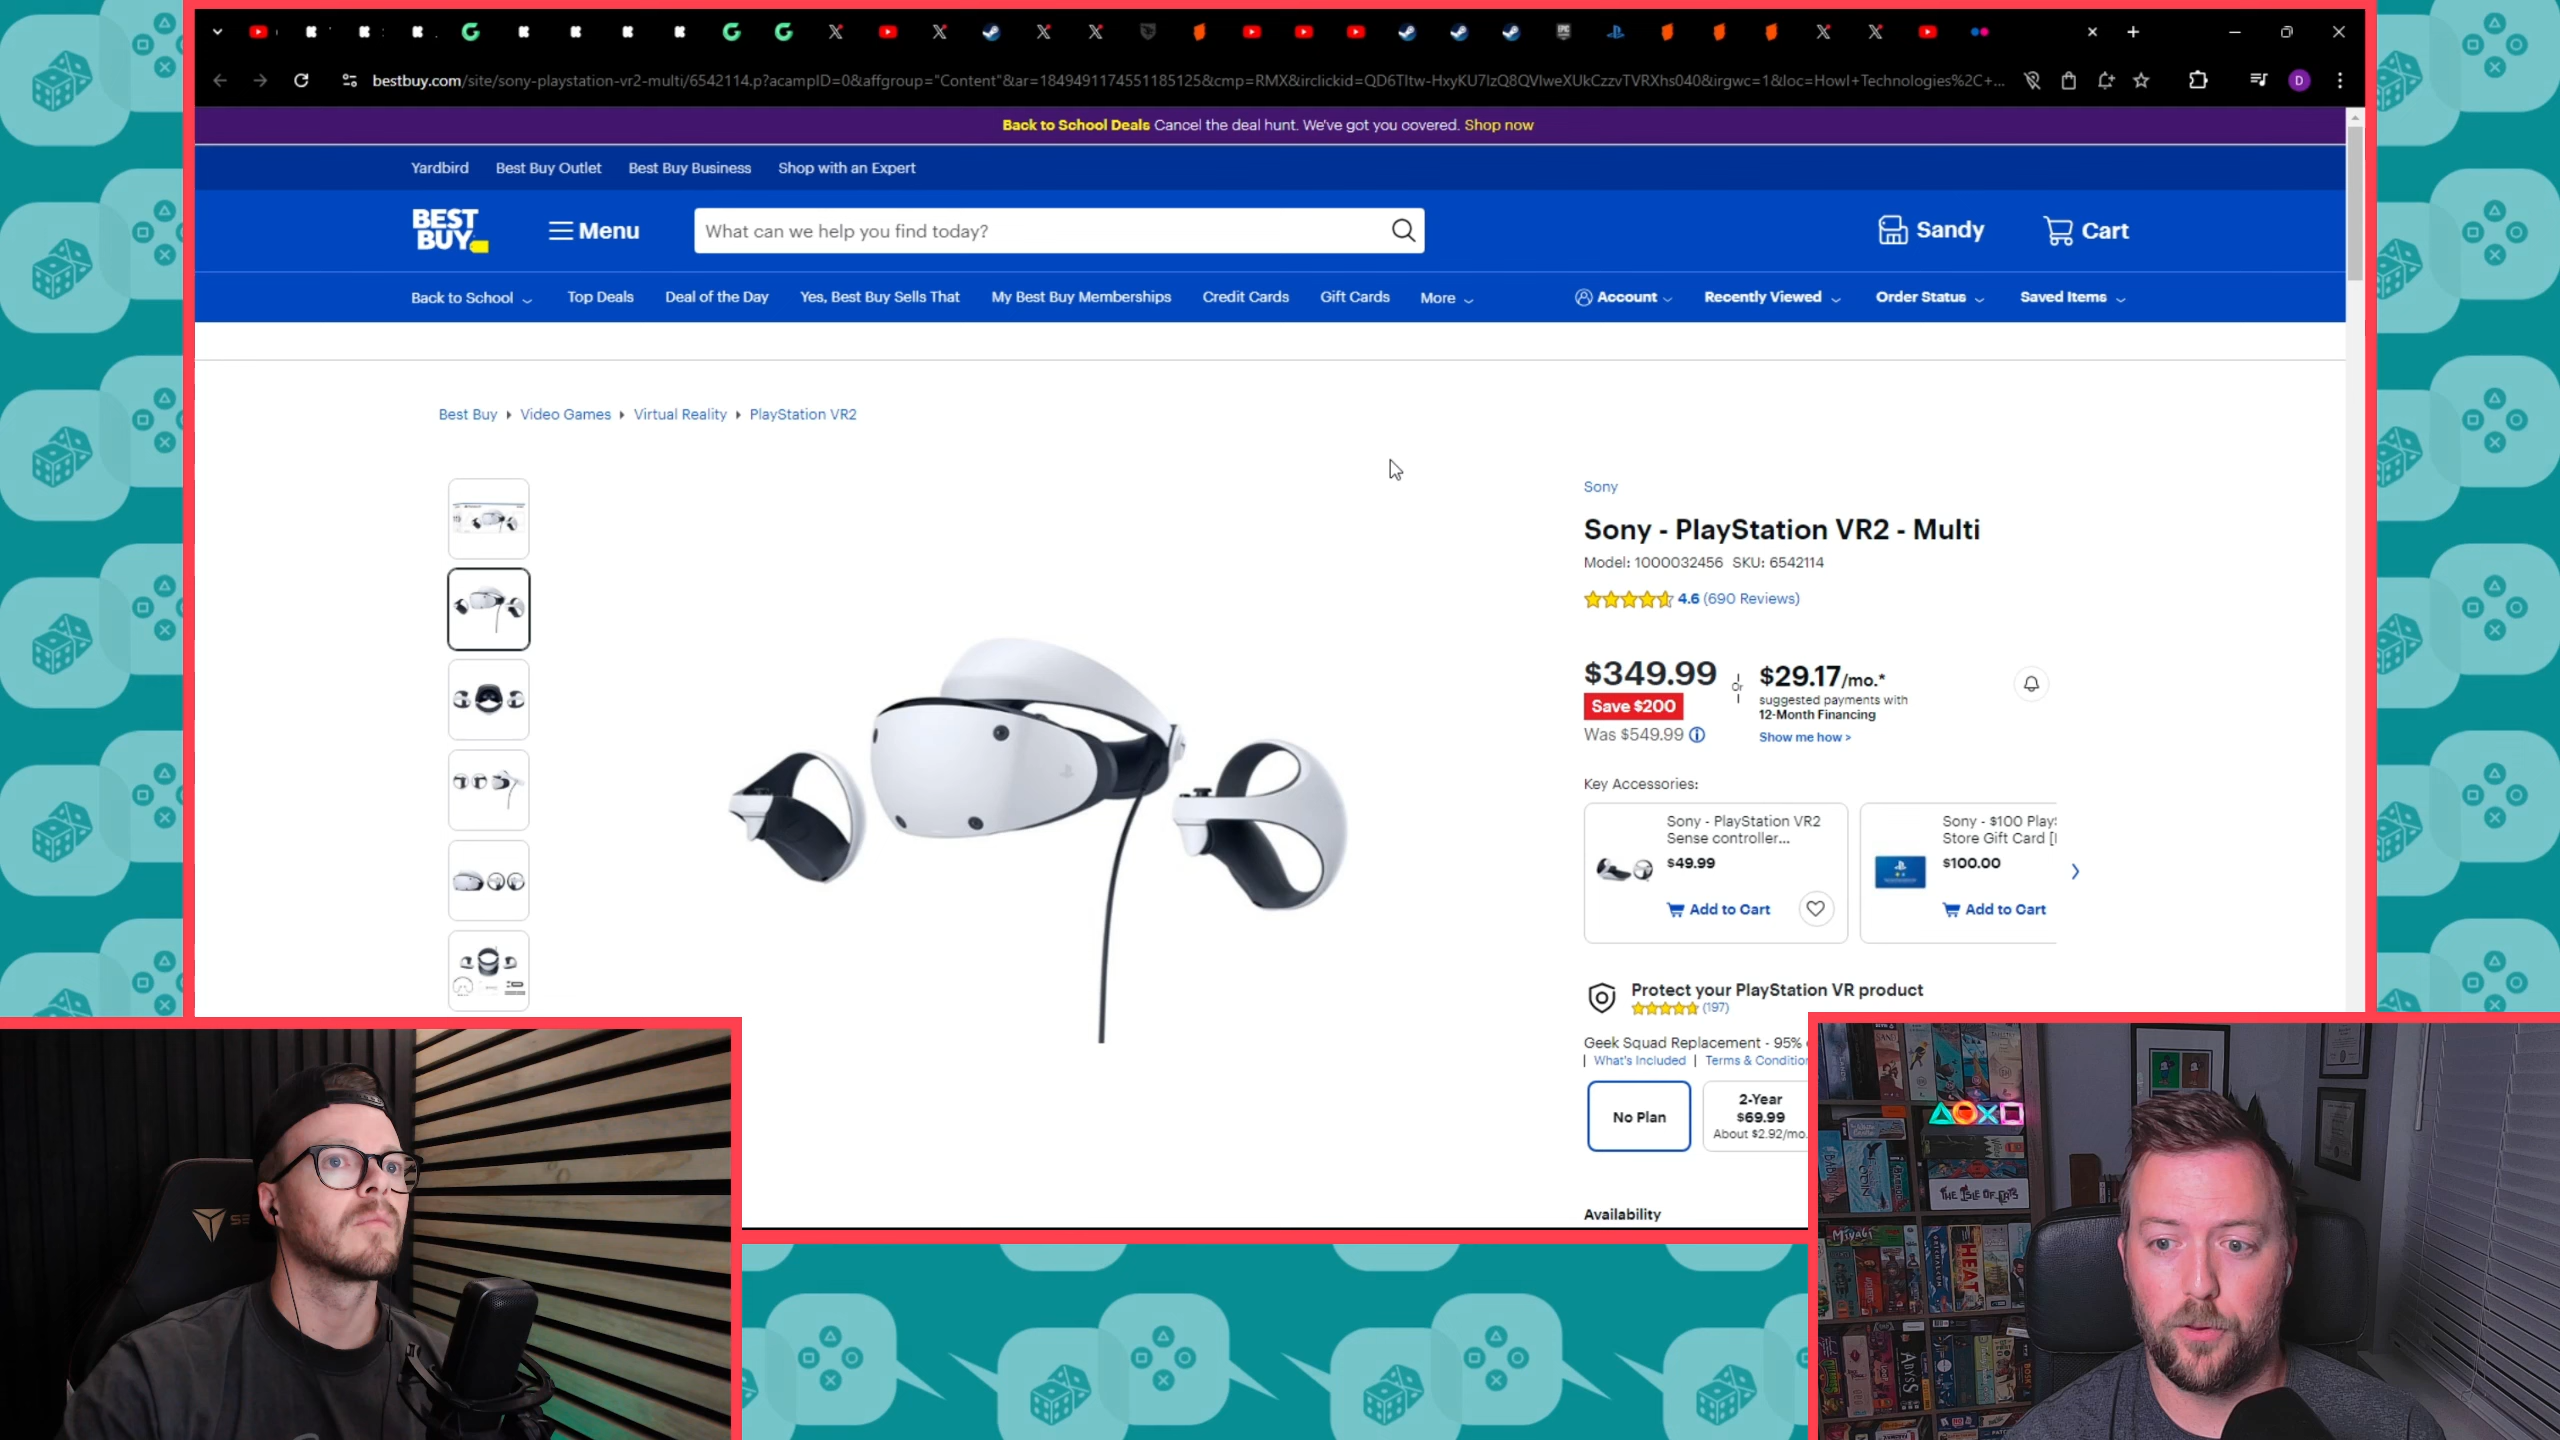 bestbuy.com/site/sony-playstation-vr2-multi/6542114.p?acampID=0&affgroup="Content"&ar=1849491174551185125&cmp=RMX&irclickid=QD6TItw-HxyKU7IzQ8QVIweXUkCzzvTVRXhs040&irgwc=1&loc=Howl+Technologies%2C+...
D
Back to School Deals Cancel the deal hunt. We've got you covered. Shop now
Yardbird Best Buy Outlet Best Buy Business Shop with an Expert
BEST BUY
Menu
What can we help you find today?
Sandy
Cart
Back to School Top Deals Deal of the Day Yes, Best Buy Sells That My Best Buy Memberships Credit Cards Gift Cards More Account Recently Viewed Order Status Saved Items
Best Buy Video Games Virtual Reality PlayStation VR2
Sony
Sony - PlayStation VR2 - Multi
Model: 1000032456 SKU: 6542114
4.6 (690 Reviews)
$349.99
Save $200
Was $549.99
or
$29.17/mo.*
suggested payments with
12-Month Financing
Show me how >
Key Accessories:
Sony - PlayStation VR2
Sense controller...
$49.99
Add to Cart
Sony - $100 Play
Store Gift Card [
$100.00
Add to Cart
Protect your PlayStation VR product
(197)
Geek Squad Replacement - 95%
What's Included | Terms & Conditio
No Plan
2-Year
$69.99
About $2.92/mo.
Availability
THE ISLE OF CATS
MIYAGI
HEAT
ABYSS